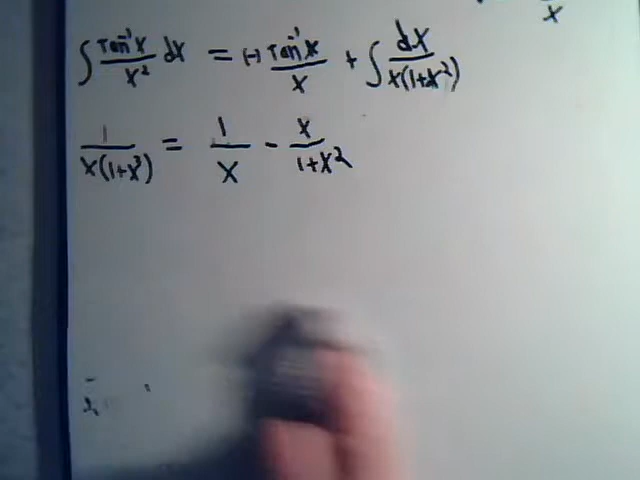 x
∫ tan⁻¹x/x² dx = (-) tan⁻¹x/x + ∫ dx/x(1+x²)
1/x(1+x²) = 1/x - x/1+x²